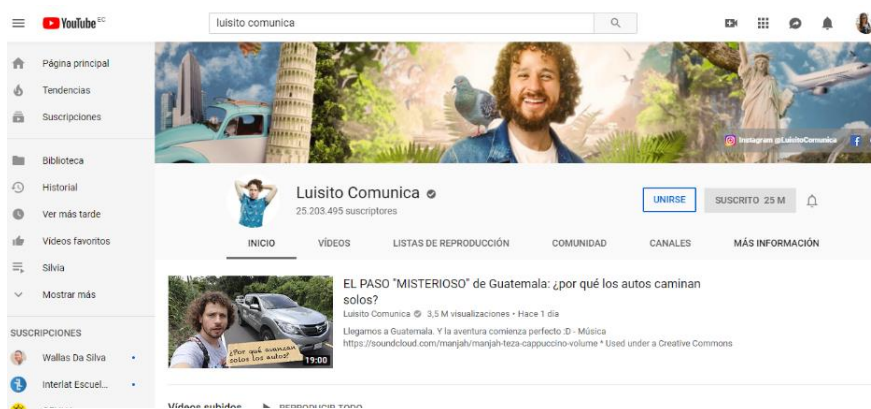 YouTube EC
luisito comunica
Página principal
Tendencias
Suscripciones
Biblioteca
Historial
Ver más tarde
Vídeos favoritos
Silvia
Mostrar más
SUSCRIPCIONES
Wallas Da Silva
Interlat Escuel...
Instagram @LuisitoComunica
Luisito Comunica
25.203.495 suscriptores
UNIRSE
SUSCRITO 25 M
INICIO VÍDEOS LISTAS DE REPRODUCCIÓN COMUNIDAD CANALES MÁS INFORMACIÓN
¿Por qué avanzan
solos los autos?
19:00
EL PASO "MISTERIOSO" de Guatemala: ¿por qué los autos caminan
solos?
Luisito Comunica 3,5 M visualizaciones • Hace 1 día
Llegamos a Guatemala. Y la aventura comienza perfecto :D - Música
https://soundcloud.com/manjah/manjah-teza-cappuccino-volume * Used under a Creative Commons
Vídeos subidos REPRODUCIR TODO